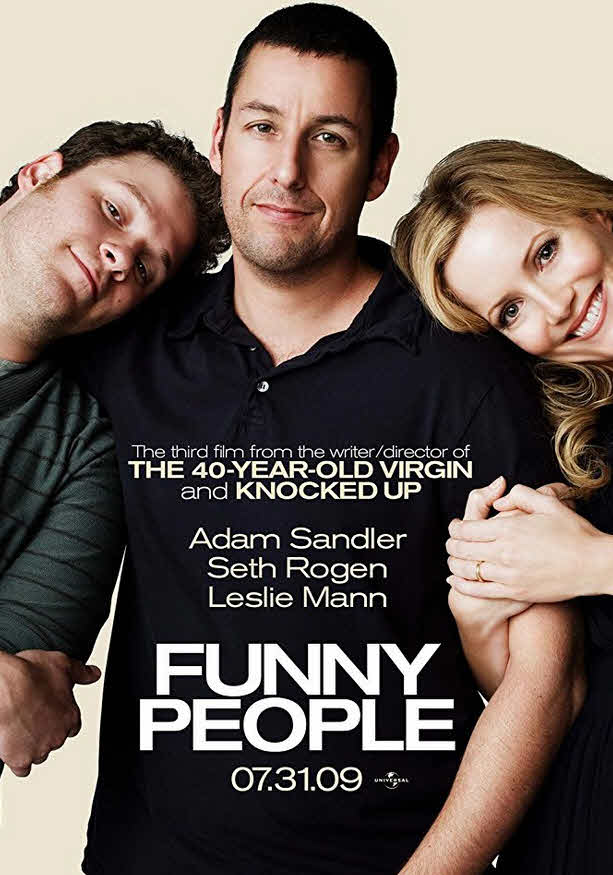 The third film from the writer/director of
THE 40-YEAR-OLD VIRGIN
and KNOCKED UP
Adam Sandler
Seth Rogen
Leslie Mann
FUNNY
PEOPLE
07.31.09 UNIVERSAL